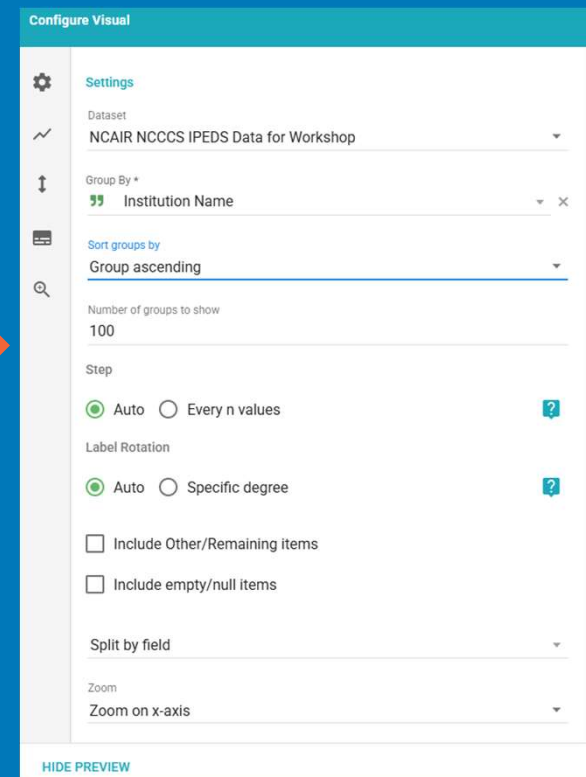 Configure Visual
Settings
Dataset
NCAIR NCCCS IPEDS Data for Workshop
Group By *
Institution Name
Sort groups by
Group ascending
Number of groups to show
100
Step
Auto Every n values
Label Rotation
Auto Specific degree
Include Other/Remaining items
Include empty/null items
Split by field
Zoom
Zoom on x-axis
HIDE PREVIEW